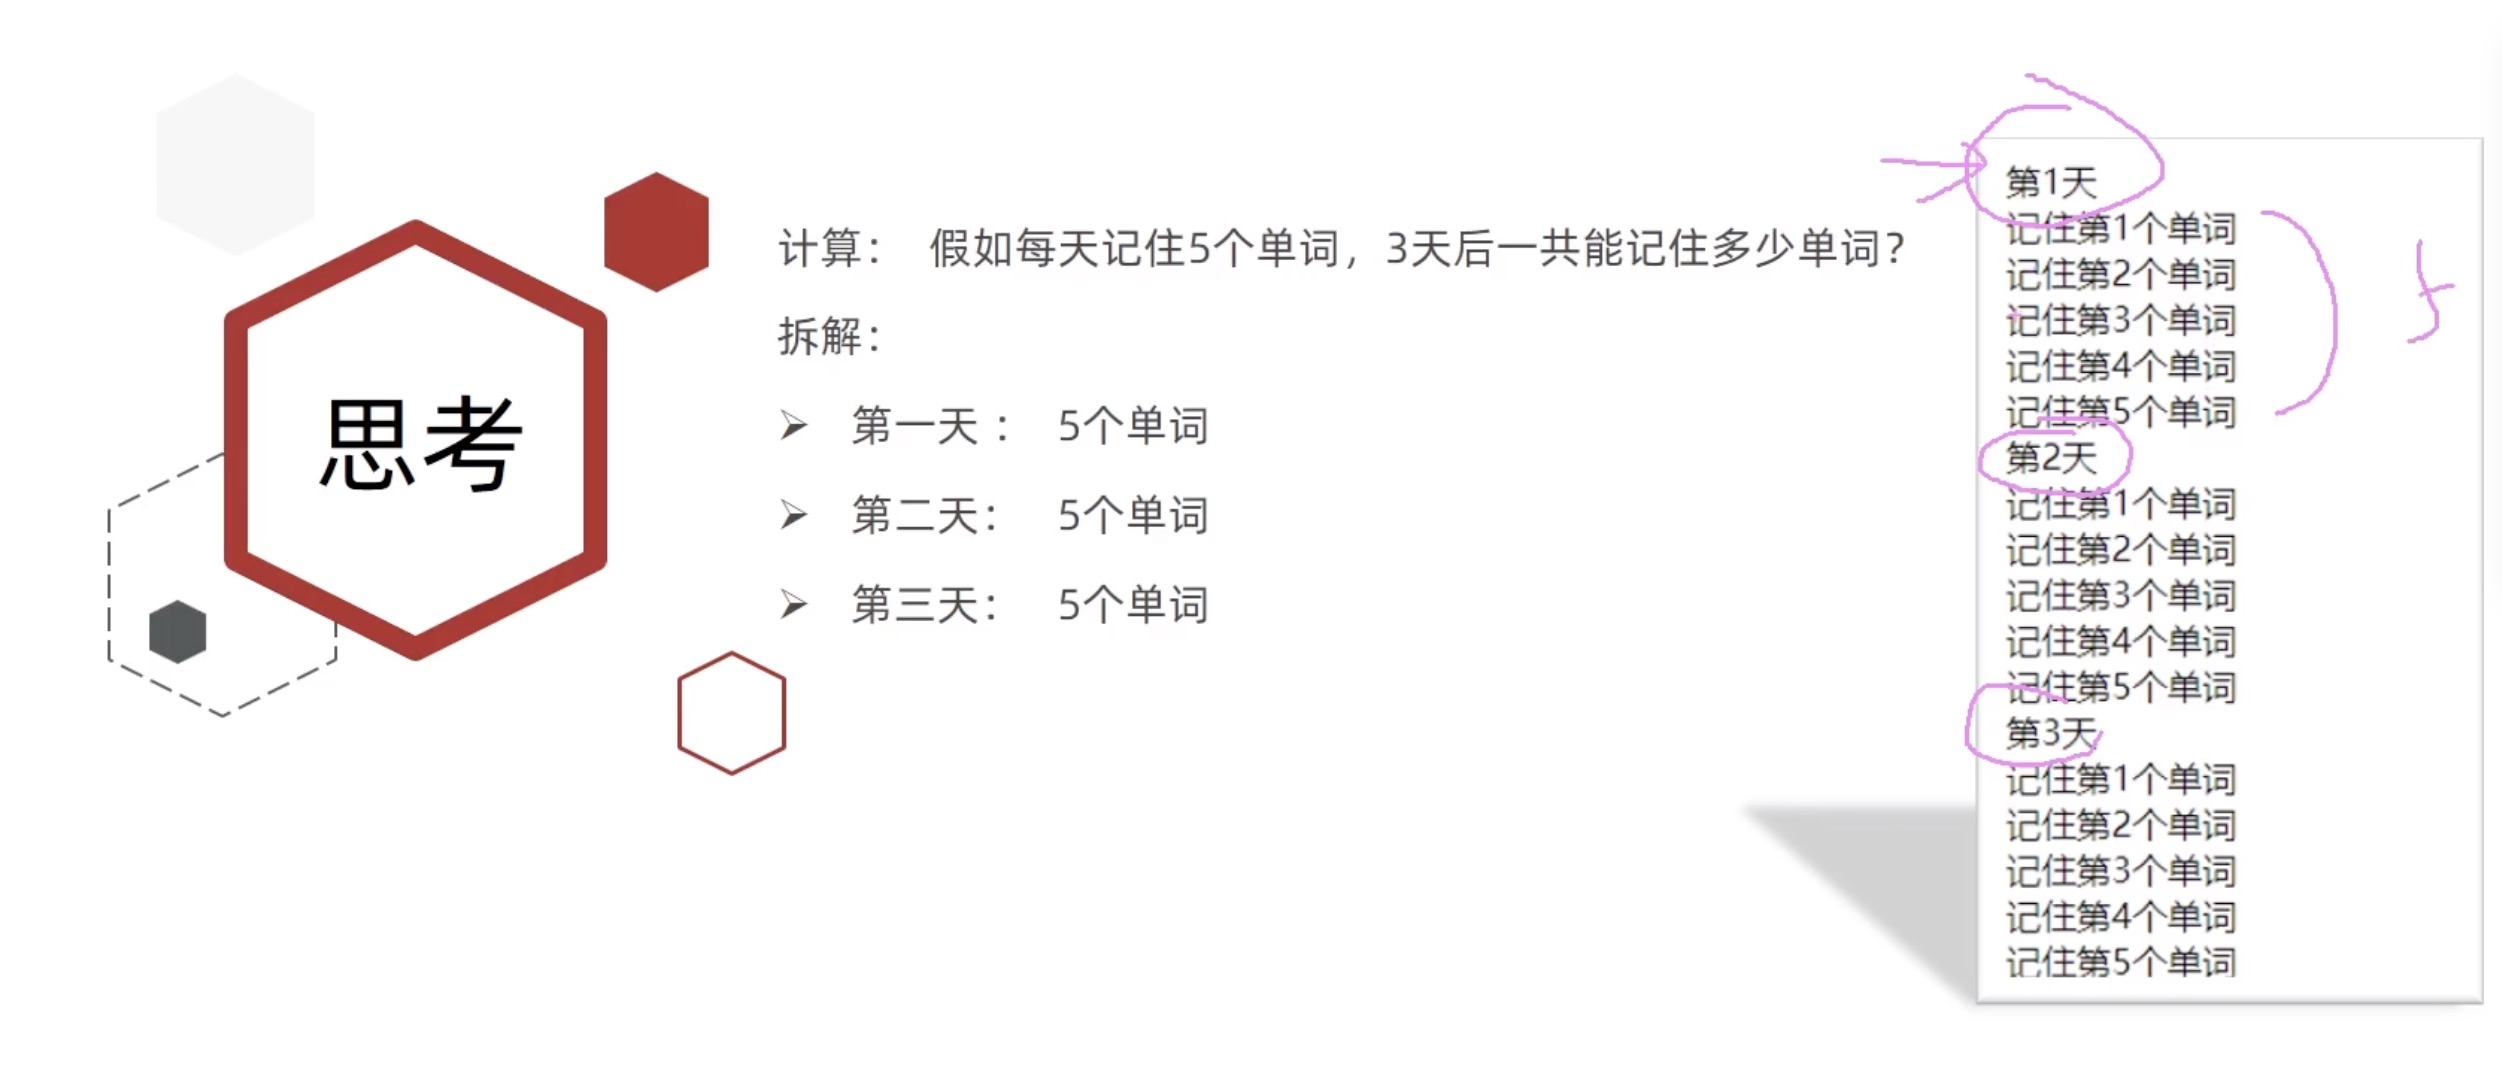 思考
计算： 假如每天记住5个单词，3天后一共能记住多少单词？
拆解：
➢ 第一天 ： 5个单词
➢ 第二天： 5个单词
➢ 第三天： 5个单词
第1天
记住第1个单词
记住第2个单词
记住第3个单词
记住第4个单词
记住第5个单词
第2天
记住第1个单词
记住第2个单词
记住第3个单词
记住第4个单词
记住第5个单词
第3天
记住第1个单词
记住第2个单词
记住第3个单词
记住第4个单词
记住第5个单词